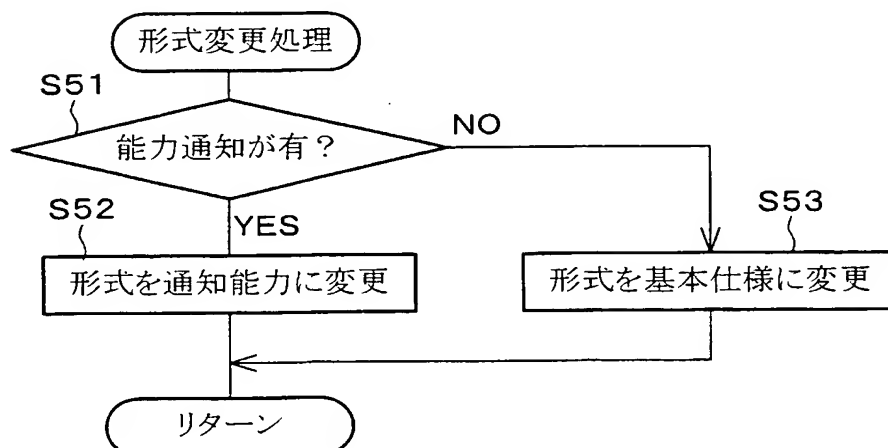 形式変更処理
S51
能力通知が有？
NO
S52
YES
S53
形式を通知能力に変更
形式を基本仕様に変更
リターン